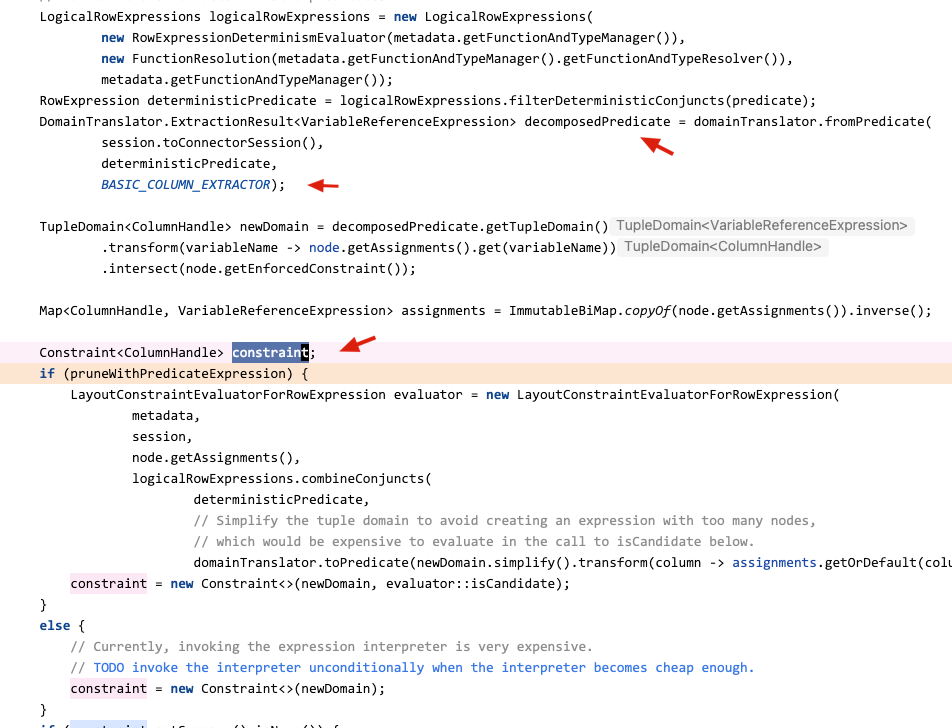 LogicalRowExpressions logicalRowExpressions = new LogicalRowExpressions(
new RowExpressionDeterminismEvaluator(metadata.getFunctionAndTypeManager()),
new FunctionResolution(metadata.getFunctionAndTypeManager().getFunctionAndTypeResolver()),
metadata.getFunctionAndTypeManager());
RowExpression deterministicPredicate = logicalRowExpressions.filterDeterministicConjuncts(predicate);
DomainTranslator.ExtractionResult<VariableReferenceExpression> decomposedPredicate = domainTranslator.fromPredicate(
session.toConnectorSession(),
deterministicPredicate,
BASIC_COLUMN_EXTRACTOR);
TupleDomain<ColumnHandle> newDomain = decomposedPredicate.getTupleDomain() TupleDomain<VariableReferenceExpression>
.transform(variableName -> node.getAssignments().get(variableName)) TupleDomain<ColumnHandle>
.intersect(node.getEnforcedConstraint());
Map<ColumnHandle, VariableReferenceExpression> assignments = ImmutableBiMap.copyOf(node.getAssignments()).inverse();
Constraint<ColumnHandle> constraint;
if (pruneWithPredicateExpression) {
LayoutConstraintEvaluatorForRowExpression evaluator = new LayoutConstraintEvaluatorForRowExpression(
metadata,
session,
node.getAssignments(),
logicalRowExpressions.combineConjuncts(
deterministicPredicate,
// Simplify the tuple domain to avoid creating an expression with too many nodes,
// which would be expensive to evaluate in the call to isCandidate below.
domainTranslator.toPredicate(newDomain.simplify().transform(column -> assignments.getOrDefault(colu
constraint = new Constraint<>(newDomain, evaluator::isCandidate);
}
else {
// Currently, invoking the expression interpreter is very expensive.
// TODO invoke the interpreter unconditionally when the interpreter becomes cheap enough.
constraint = new Constraint<>(newDomain);
}